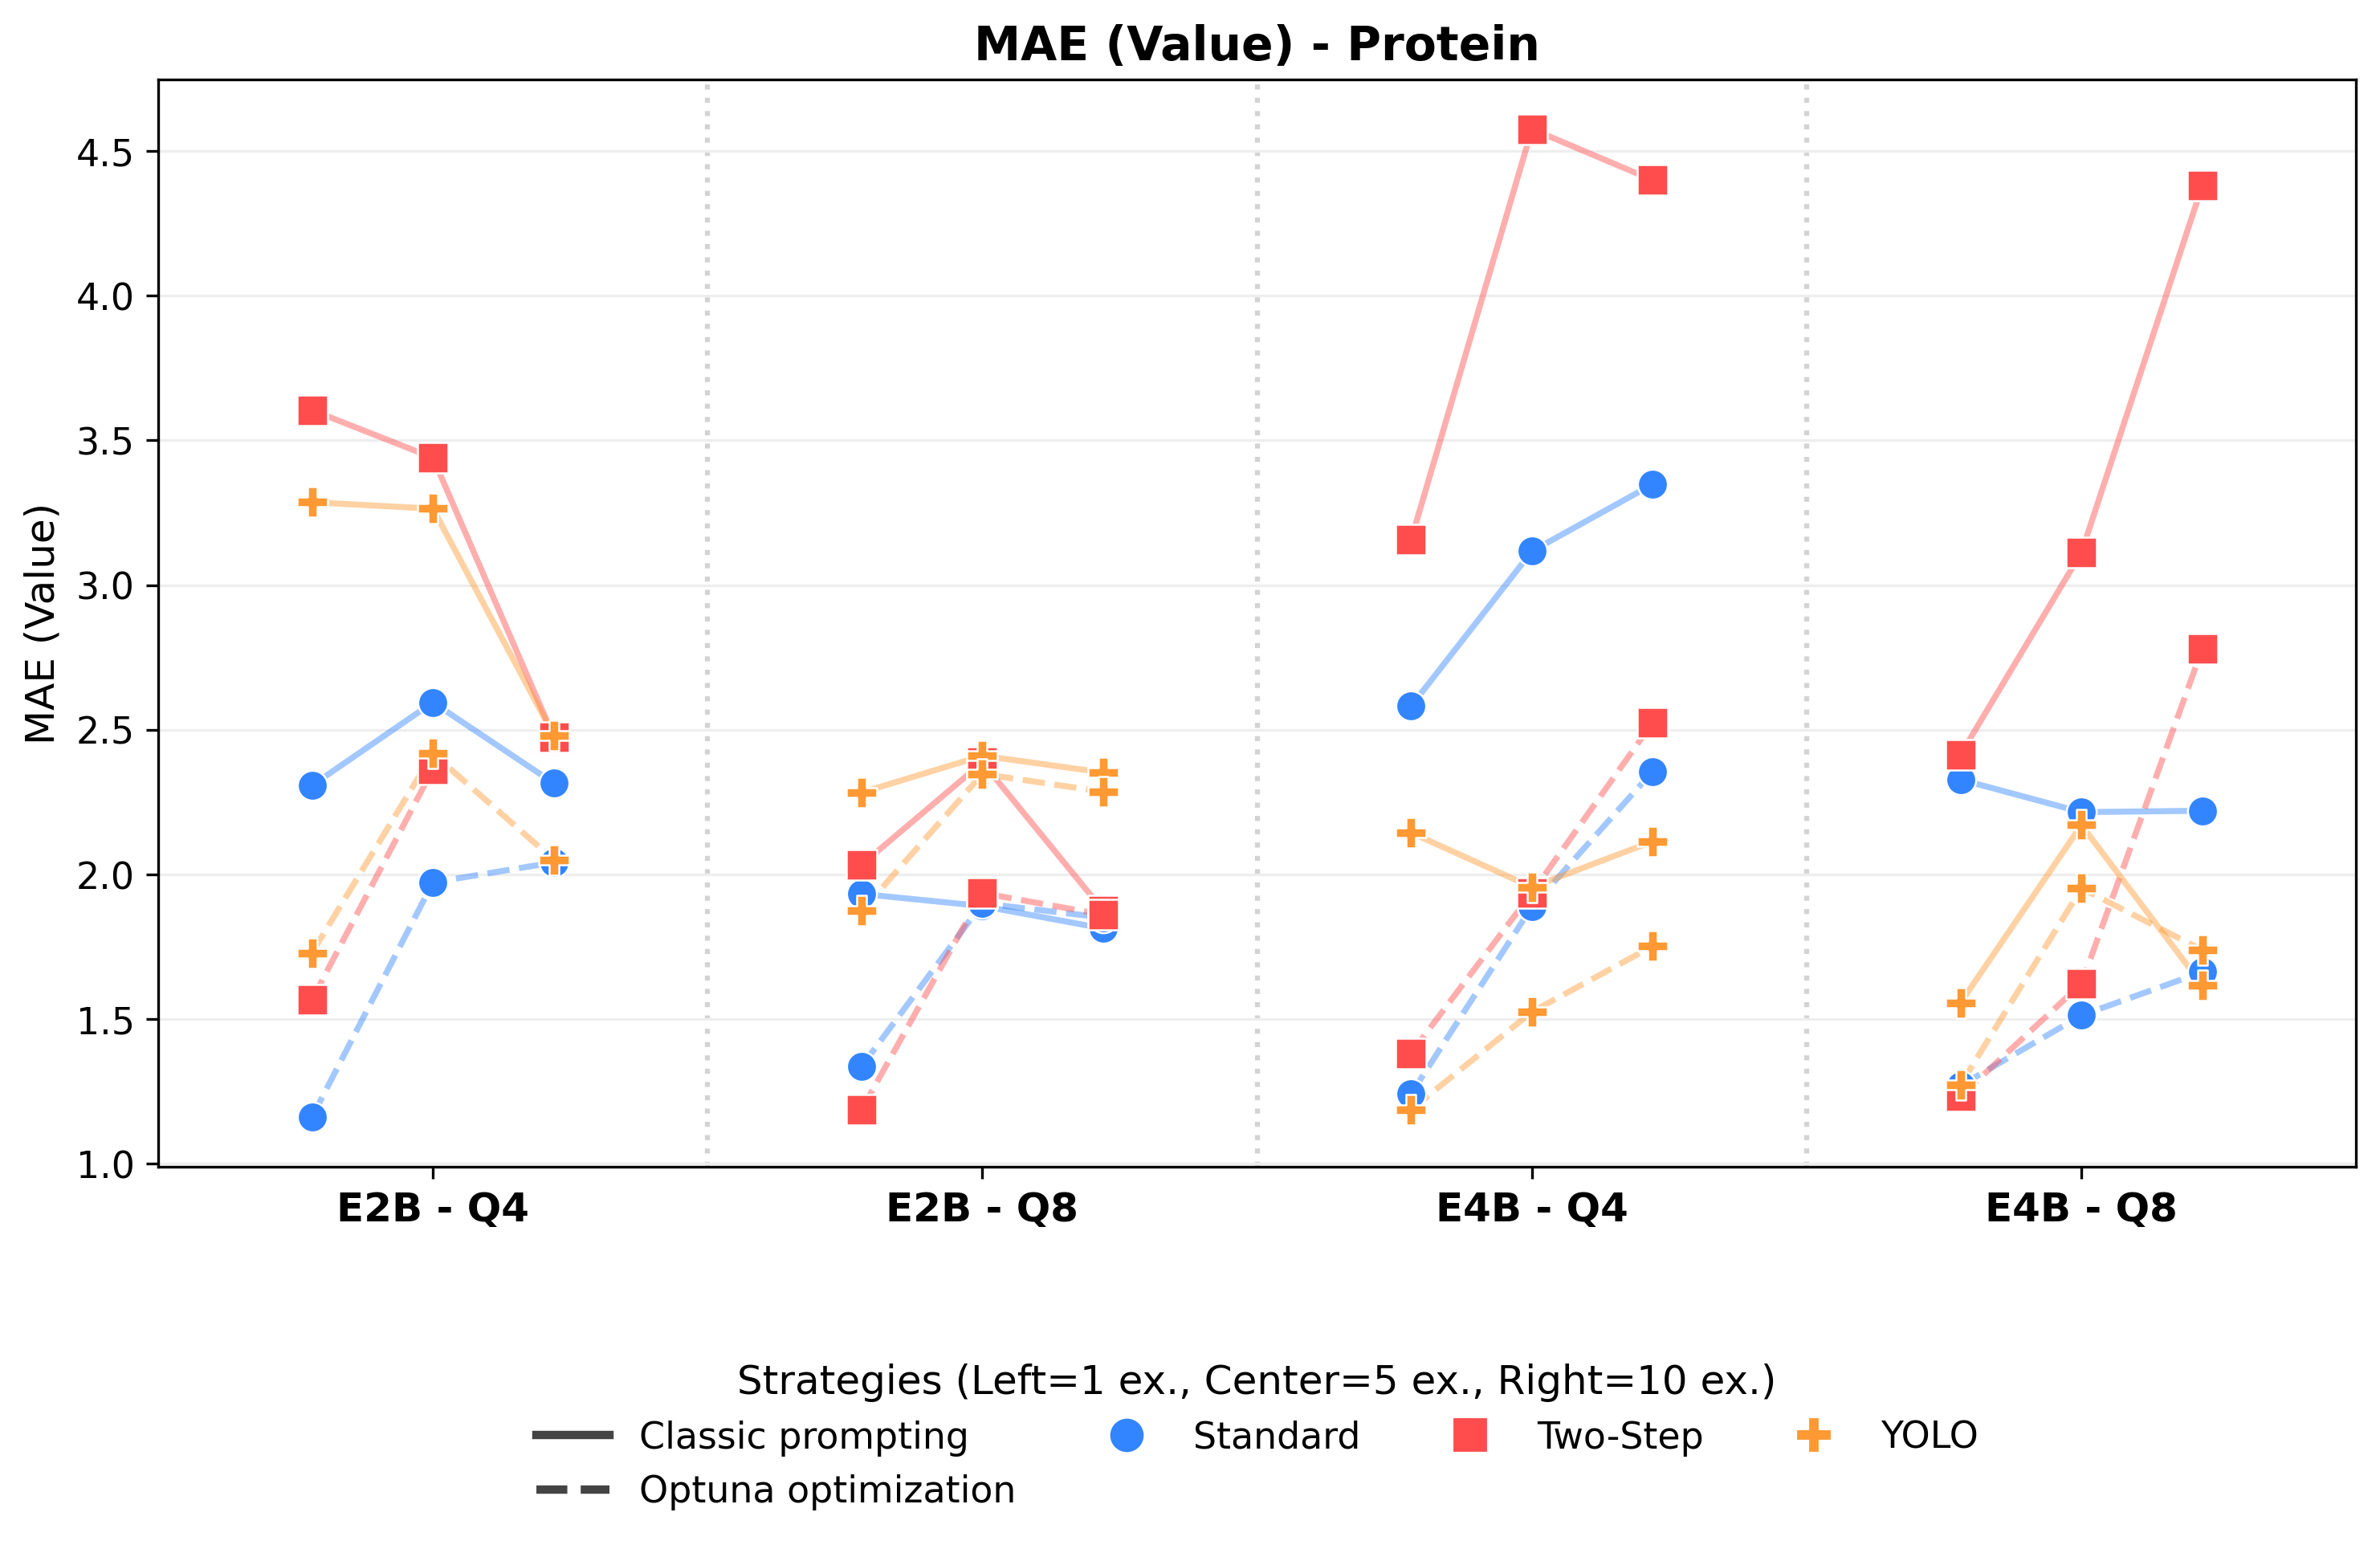 MAE (Value) - Protein
MAE (Value)
4.5
4.0
3.5
3.0
2.5
2.0
1.5
1.0
E2B - Q4
E2B - Q8
E4B - Q4
E4B - Q8
Strategies (Left=1 ex., Center=5 ex., Right=10 ex.)
Classic prompting
Optuna optimization
Standard
Two-Step
YOLO